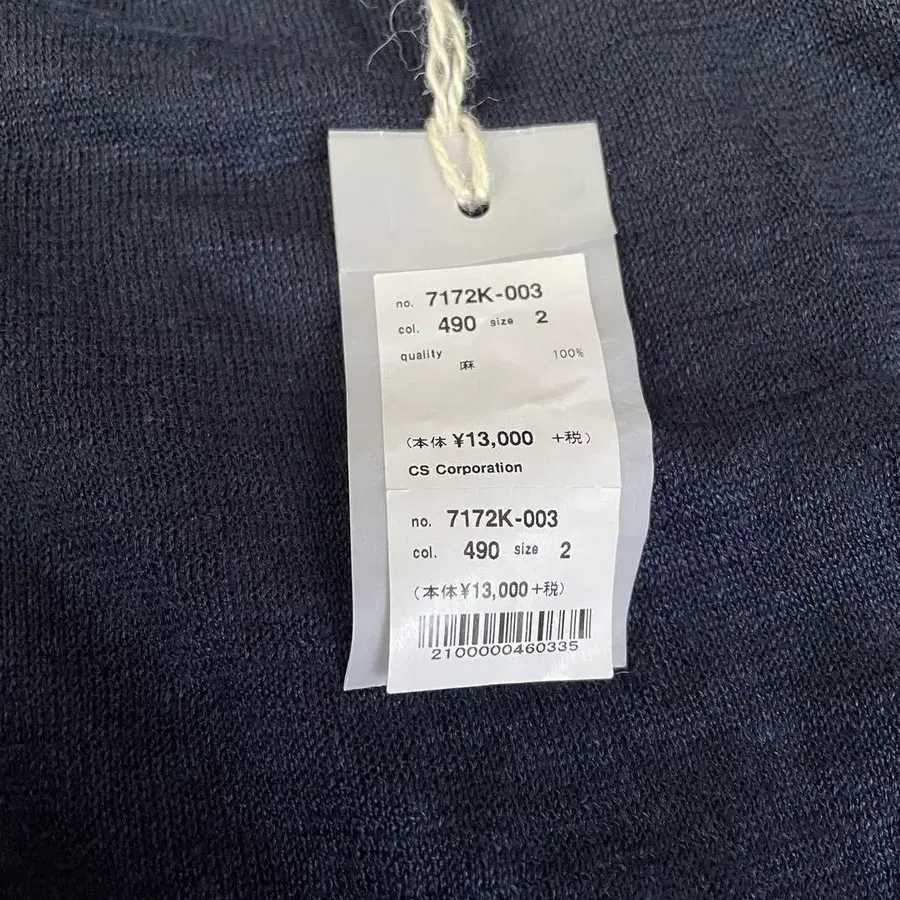 no. 7172K-003
col. 490 size 2
quality
麻 100%
(本体 ¥13,000 +税)
CS Corporation
no. 7172K-003
col. 490 size 2
(本体¥13,000+税)
2100000460335